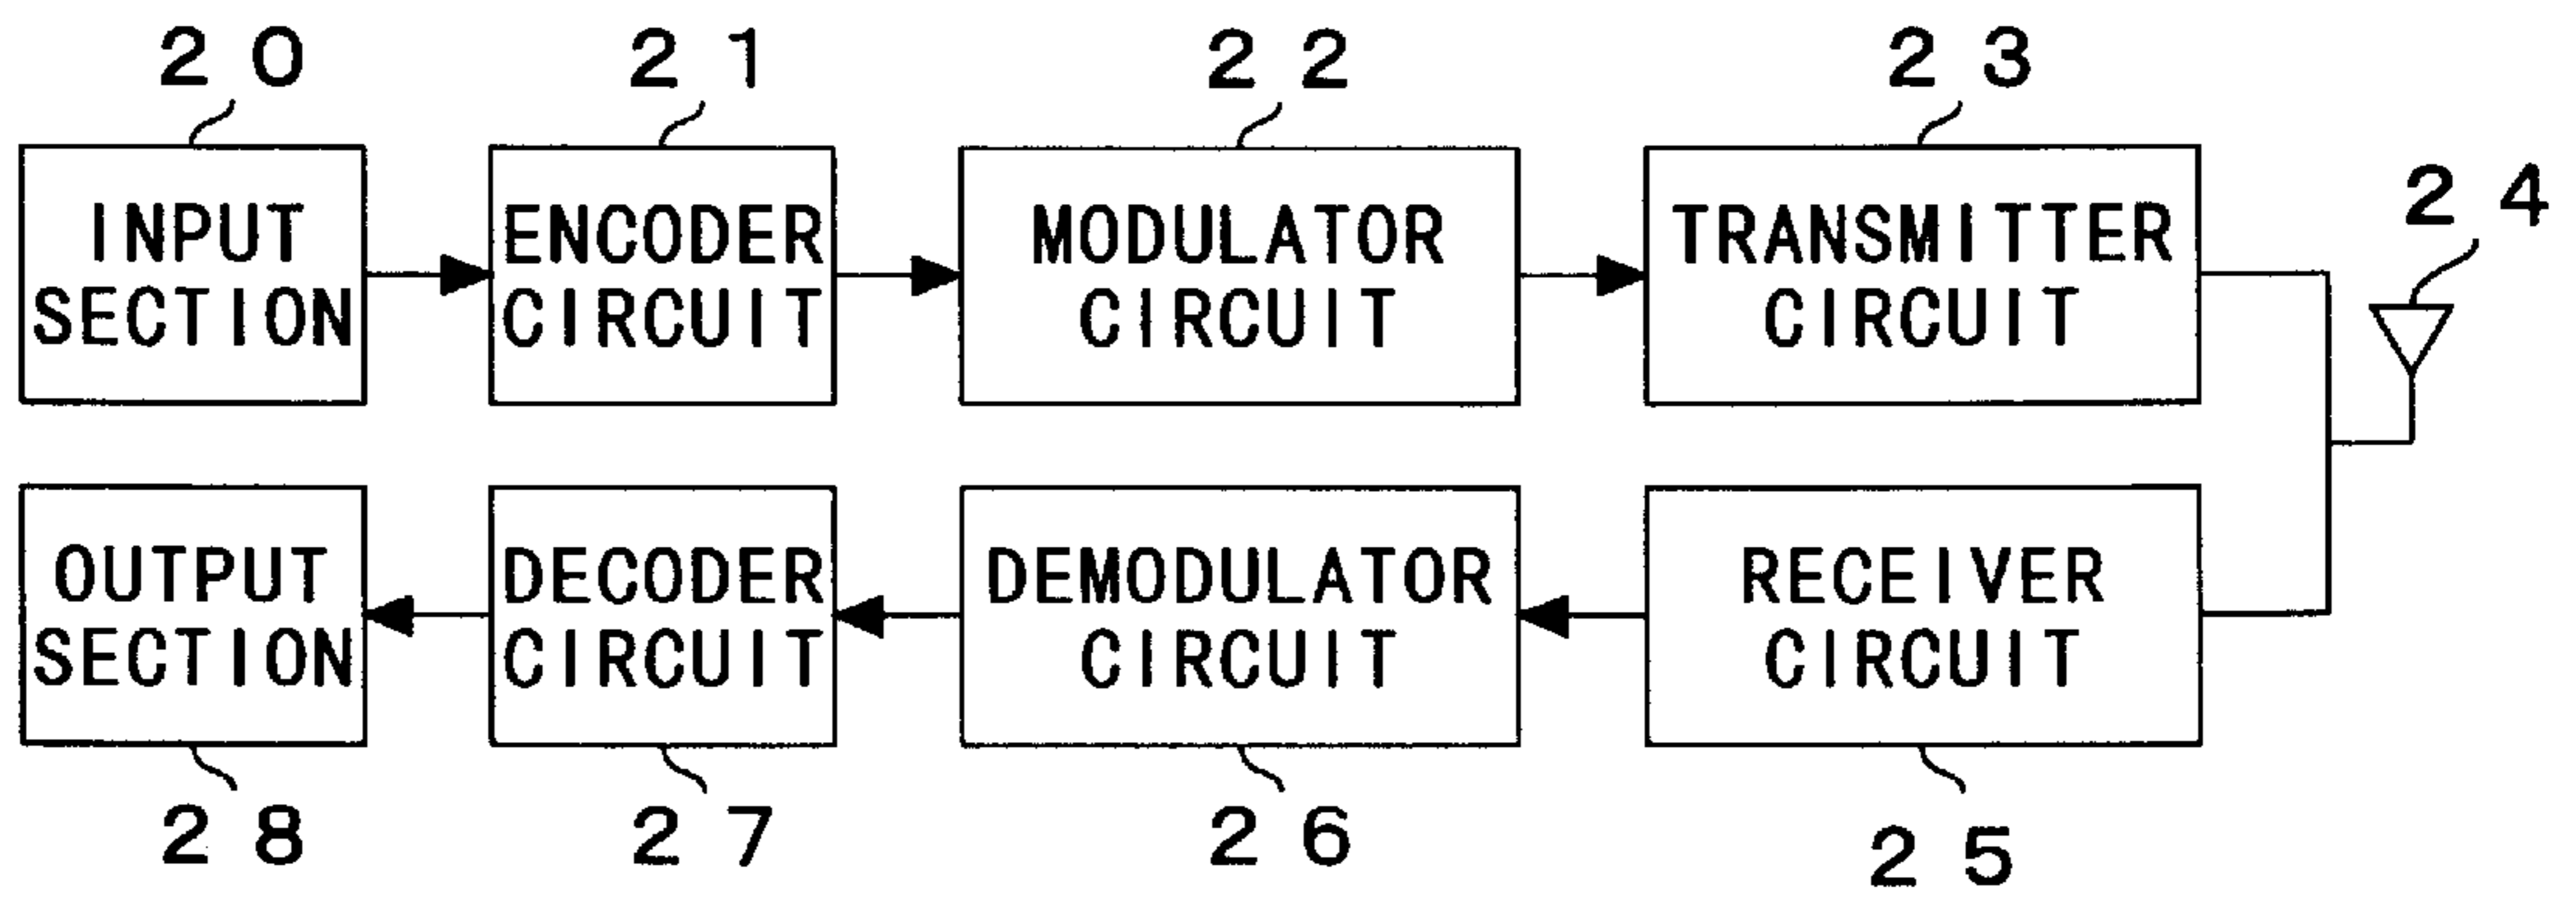 20
21
22
23
24
INPUT
SECTION
ENCODER
CIRCUIT
MODULATOR
CIRCUIT
TRANSMITTER
CIRCUIT
OUTPUT
SECTION
DECODER
CIRCUIT
DEMODULATOR
CIRCUIT
RECEIVER
CIRCUIT
28
27
26
25